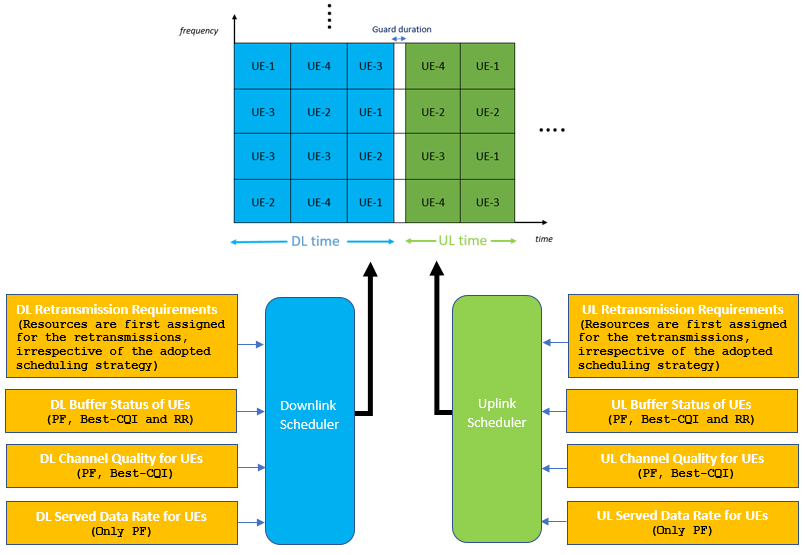 frequency
Guard duration
UE-1 UE-4 UE-3 UE-4 UE-1
UE-3 UE-2 UE-1 UE-2 UE-2
UE-3 UE-3 UE-2 UE-3 UE-1
UE-2 UE-4 UE-1 UE-4 UE-3
DL time
UL time
time
DL Retransmission Requirements
(Resources are first assigned
for the retransmissions,
irrespective of the adopted
scheduling strategy)
DL Buffer Status of UEs
(PF, Best-CQI and RR)
DL Channel Quality for UEs
(PF, Best-CQI)
DL Served Data Rate for UEs
(Only PF)
Downlink
Scheduler
Uplink
Scheduler
UL Retransmission Requirements
(Resources are first assigned
for the retransmissions,
irrespective of the adopted
scheduling strategy)
UL Buffer Status of UEs
(PF, Best-CQI and RR)
UL Channel Quality for UEs
(PF, Best-CQI)
UL Served Data Rate for UEs
(Only PF)